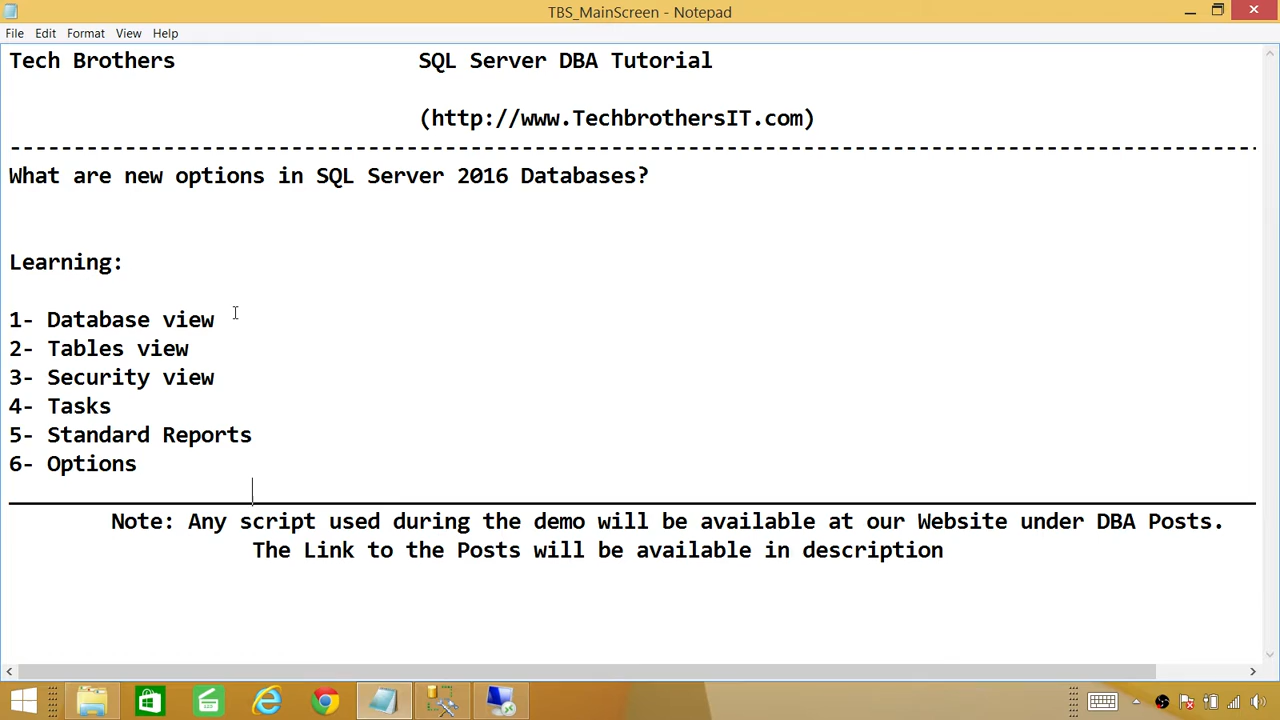 TBS_MainScreen - Notepad
File Edit Format View Help
Tech Brothers SQL Server DBA Tutorial
(http://www.TechbrothersIT.com)
--------------------------------------------------------------------------------------------------
What are new options in SQL Server 2016 Databases?
Learning:
1- Database view
2- Tables view
3- Security view
4- Tasks
5- Standard Reports
6- Options
Note: Any script used during the demo will be available at our Website under DBA Posts.
The Link to the Posts will be available in description